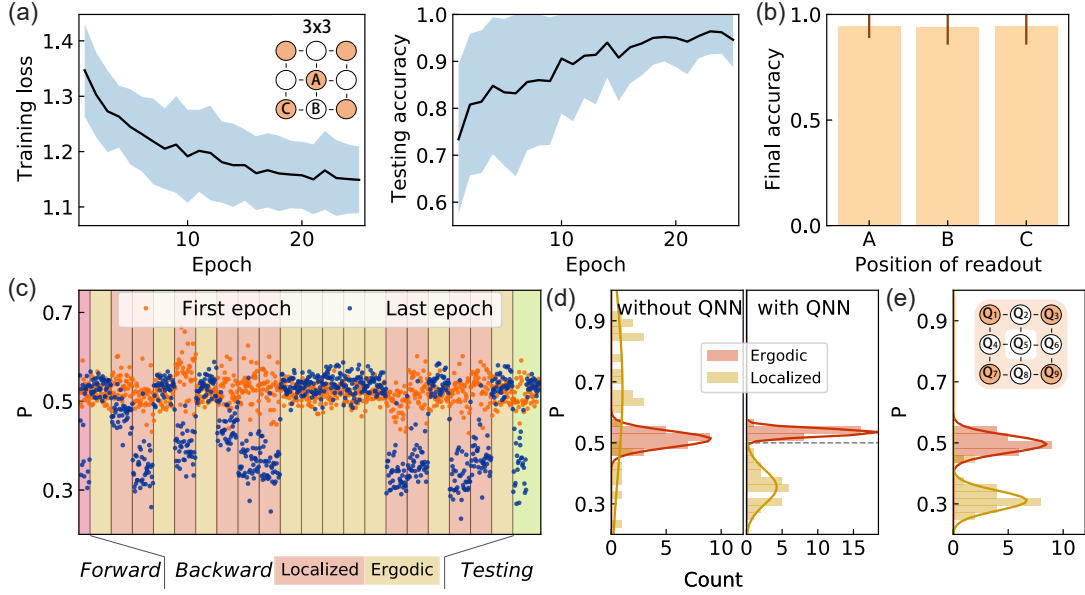 (a)
1.4
1.3
1.2
1.1
Training loss
10
20
Epoch
3x3
A
C
B
1.0
0.9
0.8
0.7
0.6
Testing accuracy
10
20
Epoch
(b)
1.0
0.5
0.0
Final accuracy
A
B
C
Position of readout
(c)
0.7
0.5
0.3
P
First epoch
Last epoch
Forward
Backward
Localized
Ergodic
Testing
(d)
0.9
0.7
0.5
0.3
P
without QNN
with QNN
Ergodic
Localized
0
5
10
0
5
10
15
Count
(e)
0.9
0.7
0.5
0.3
P
Q1
Q2
Q3
Q4
Q5
Q6
Q7
Q8
Q9
0
5
10